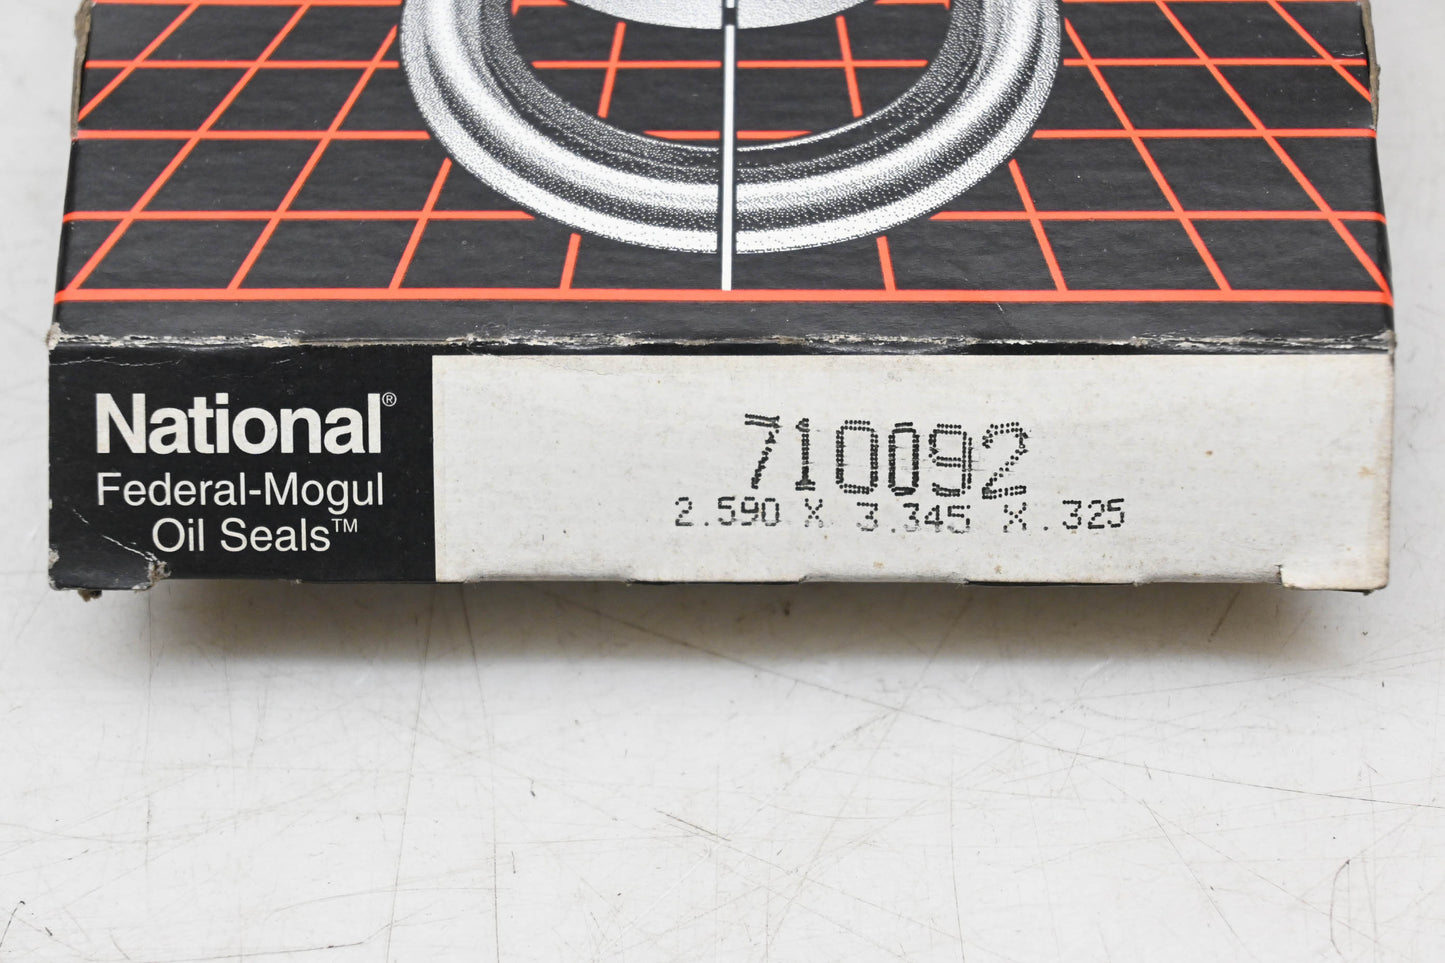 National®
Federal-Mogul
Oil Seals™
710092
2.590 X 3.345 X .325